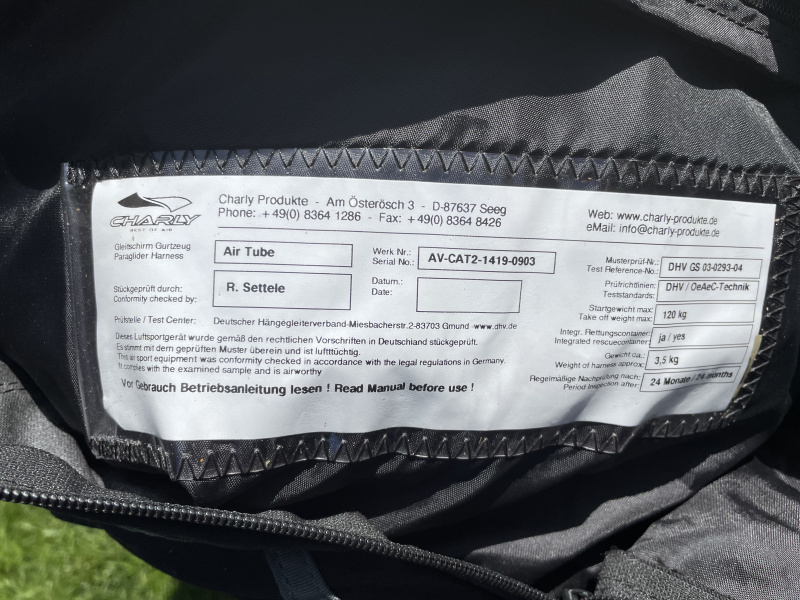 CHARLY
BEST OF AIR
Charly Produkte - Am Österösch 3 - D-87637 Seeg
Phone: +49(0) 8364 1286 - Fax: +49(0) 8364 8426
Web: www.charly-produkte.de
eMail: info@charly-produkte.de
Gleitschirm Gurtzeug
Paraglider Harness
Air Tube
Werk Nr.:
Serial No.:
AV-CAT2-1419-0903
Musterprüf-Nr.:
Test Reference-No.:
DHV GS 03-0293-04
Stückgeprüft durch:
Conformity checked by:
R. Settele
Datum.:
Date:
Prüfrichtlinien:
Teststandards:
DHV / OeAeC-Technik
Startgewicht max:
Take off weight max:
120 kg
Prüfstelle / Test Center: Deutscher Hängegleiterverband-Miesbacherstr.2-83703 Gmund -www.dhv.de
Integr. Rettungscontainer:
Integrated rescuecontainer:
ja / yes
Dieses Luftsportgerät wurde gemäß den rechtlichen Vorschriften in Deutschland stückgeprüft.
Es stimmt mit dem geprüften Muster überein und ist lufttüchtig.
This air sport equipment was conformity checked in accordance with the legal regulations in Germany.
It complies with the examined sample and is airworthy
Gewicht ca.:
Weight of harness approx:
3,5 kg
Regelmäßige Nachprüfung nach:
Period Inspection after:
24 Monate / 24 months
Vor Gebrauch Betriebsanleitung lesen ! Read Manual before use !